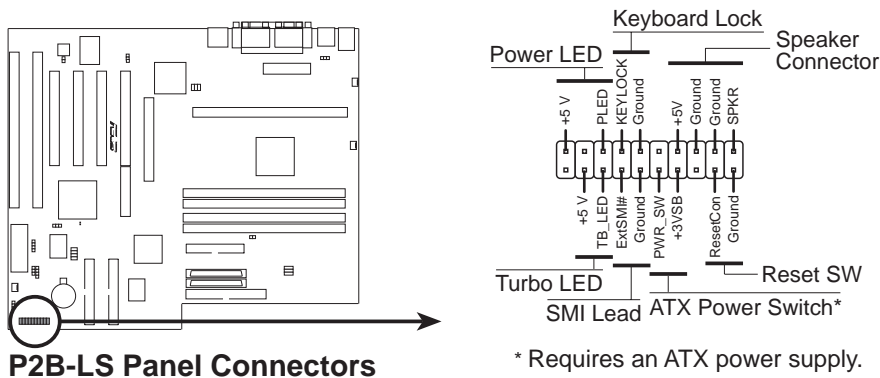 Keyboard Lock
Power LED
Speaker
Connector
+5 V
PLED
KEYLOCK
Ground
+5V
Ground
Ground
SPKR
+5 V
TB_LED
ExtSMI#
Ground
PWR_SW
+3VSB
ResetCon
Ground
Turbo LED
Reset SW
SMI Lead
ATX Power Switch*
P2B-LS Panel Connectors
* Requires an ATX power supply.